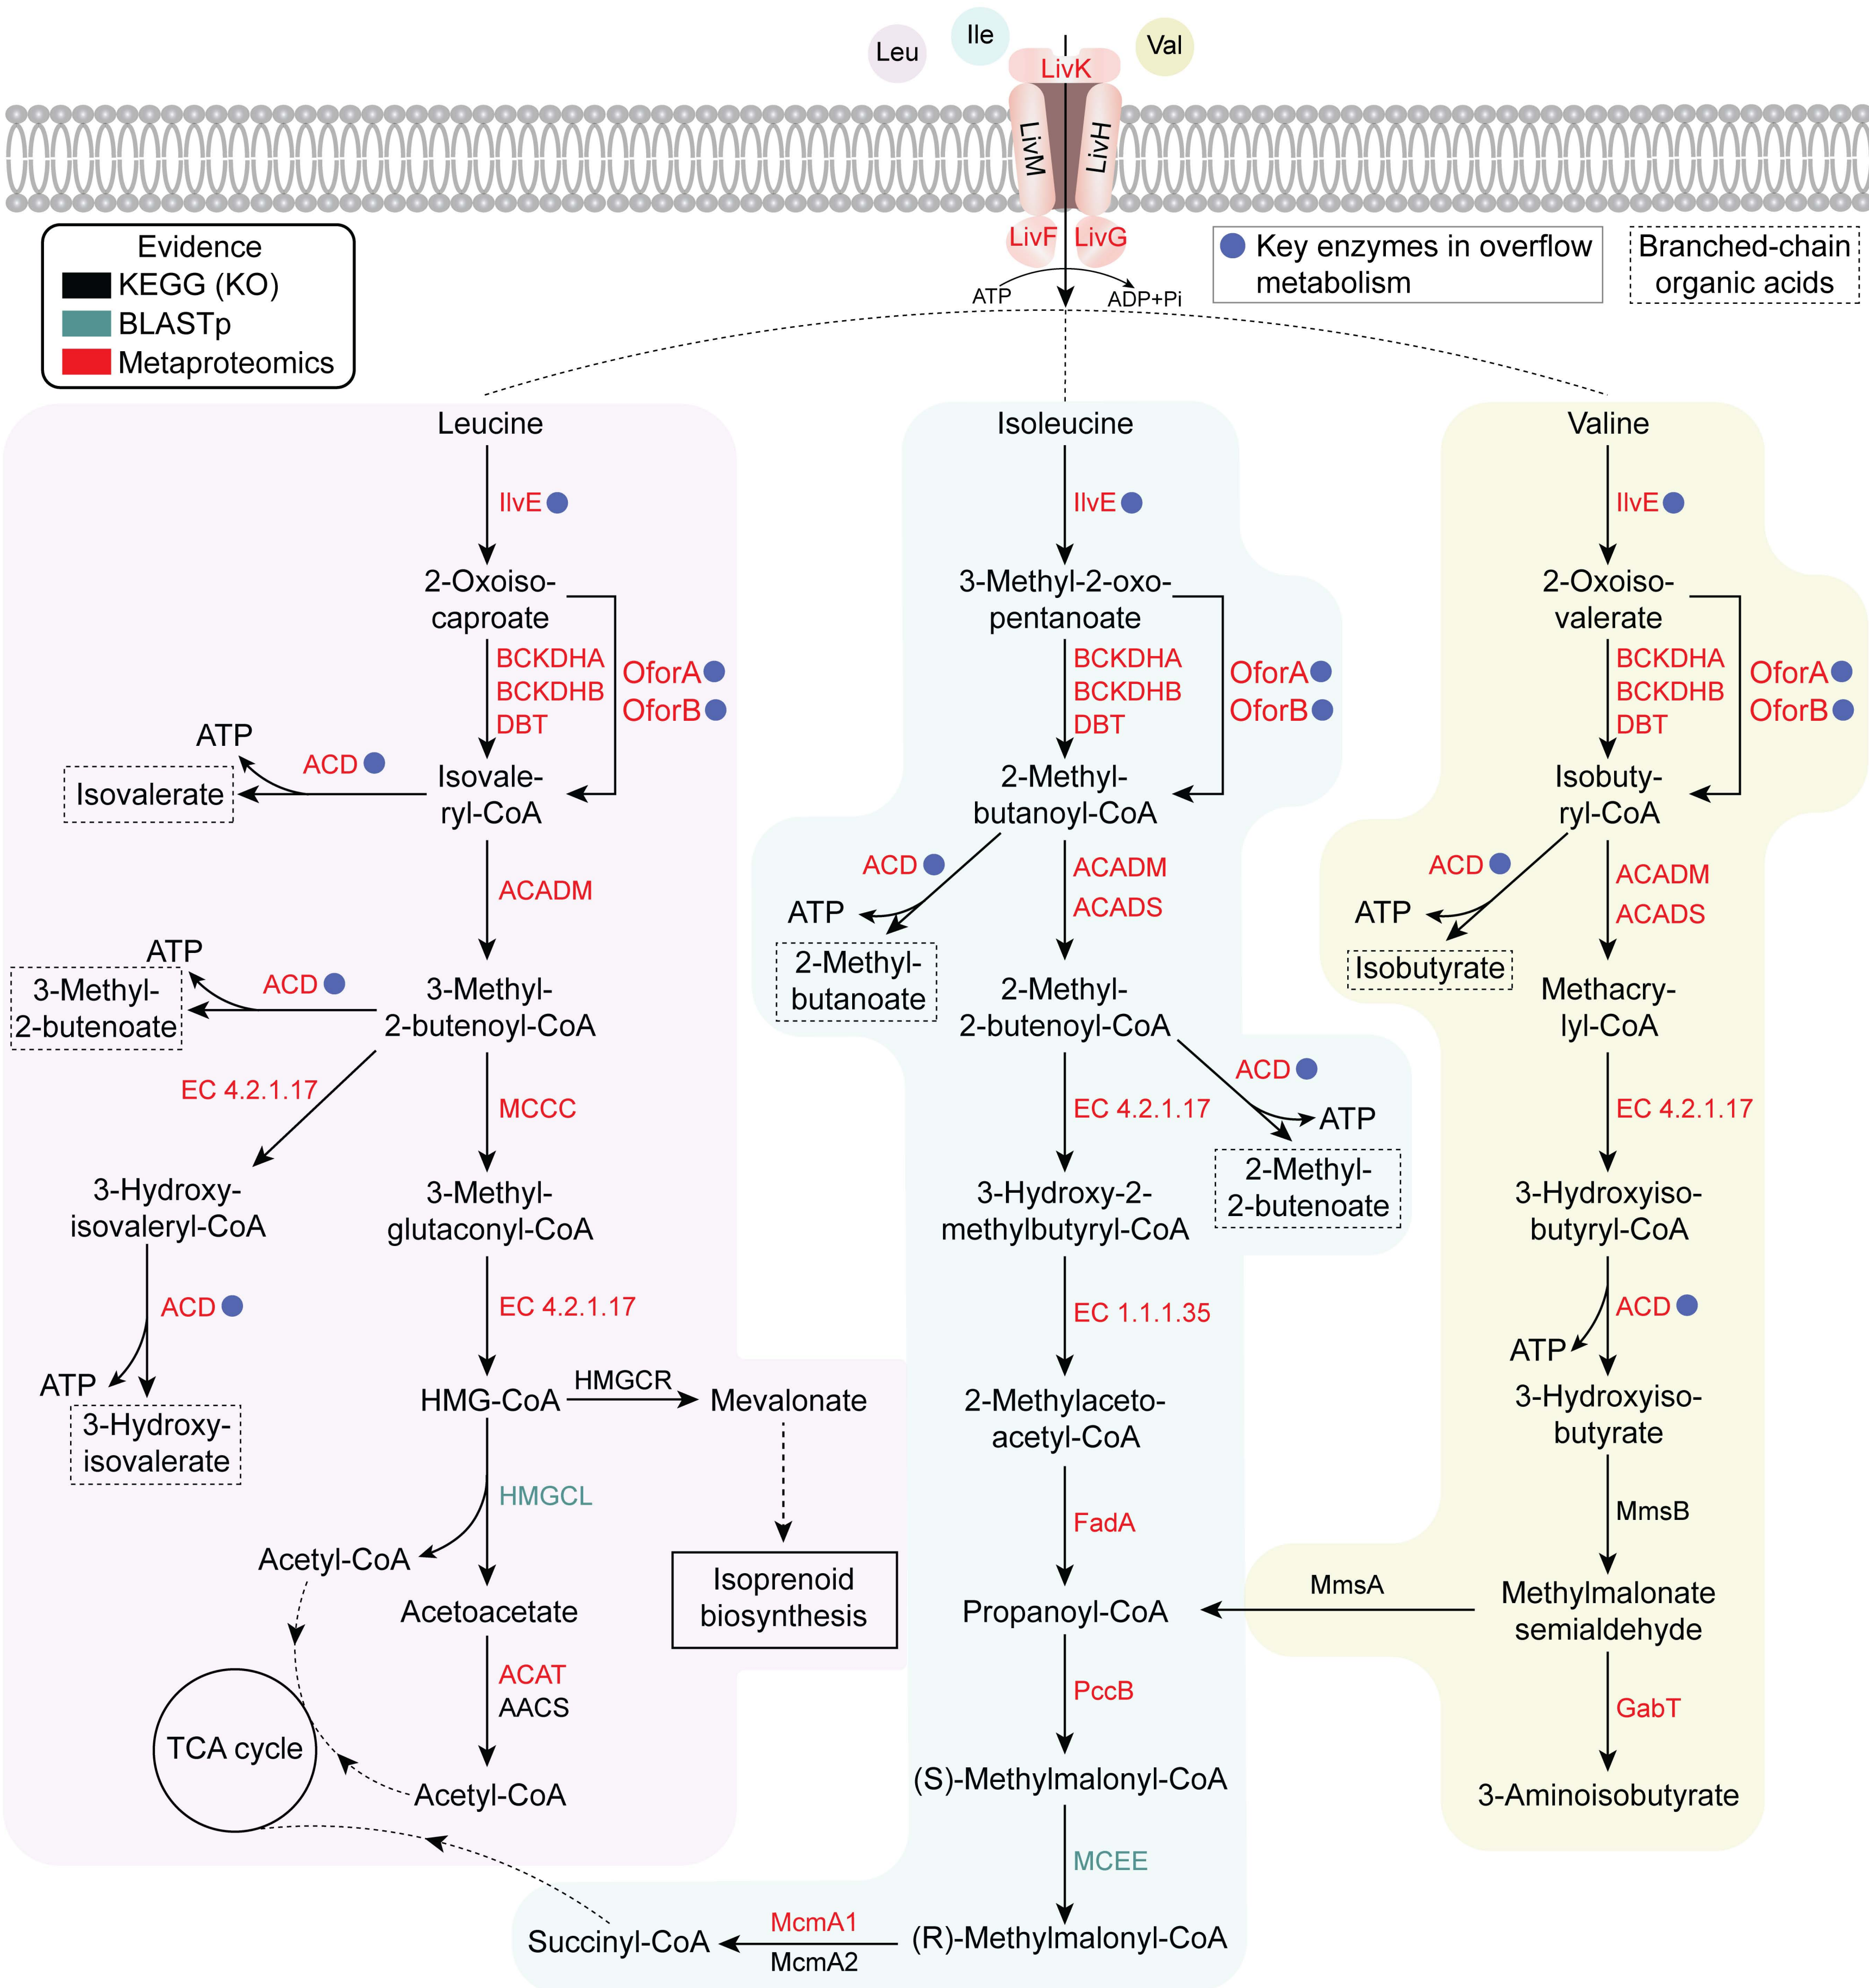 Leu
Ile
Val
LivK
LivM
LivH
LivF
LivG
ATP
ADP+Pi
Evidence
KEGG (KO)
BLASTp
Metaproteomics
Key enzymes in overflow
metabolism
Branched-chain
organic acids
Leucine
IlvE
2-Oxoiso-
caproate
BCKDHA
BCKDHB
DBT
OforA
OforB
ATP
ACD
Isovalerate
Isovale-
ryl-CoA
ACADM
ATP
ACD
3-Methyl-
2-butenoate
3-Methyl-
2-butenoyl-CoA
EC 4.2.1.17
MCCC
3-Hydroxy-
isovaleryl-CoA
3-Methyl-
glutaconyl-CoA
ACD
ATP
3-Hydroxy-
isovalerate
EC 4.2.1.17
HMG-CoA
HMGCR
Mevalonate
Isoprenoid
biosynthesis
HMGCL
Acetyl-CoA
Acetoacetate
ACAT
AACS
Acetyl-CoA
TCA cycle
Isoleucine
IlvE
3-Methyl-2-oxo-
pentanoate
BCKDHA
BCKDHB
DBT
OforA
OforB
2-Methyl-
butanoyl-CoA
ACD
ATP
2-Methyl-
butanoate
ACADM
ACADS
2-Methyl-
2-butenoyl-CoA
ACD
ATP
2-Methyl-
2-butenoate
EC 4.2.1.17
3-Hydroxy-2-
methylbutyryl-CoA
EC 1.1.1.35
2-Methylaceto-
acetyl-CoA
FadA
Propanoyl-CoA
PccB
(S)-Methylmalonyl-CoA
MCEE
(R)-Methylmalonyl-CoA
McmA1
McmA2
Succinyl-CoA
Valine
IlvE
2-Oxoiso-
valerate
BCKDHA
BCKDHB
DBT
OforA
OforB
Isobuty-
ryl-CoA
ACD
ATP
Isobutyrate
ACADM
ACADS
Methacry-
lyl-CoA
EC 4.2.1.17
3-Hydroxyiso-
butyryl-CoA
ACD
ATP
3-Hydroxyiso-
butyrate
MmsB
Methylmalonate
semialdehyde
MmsA
GabT
3-Aminoisobutyrate